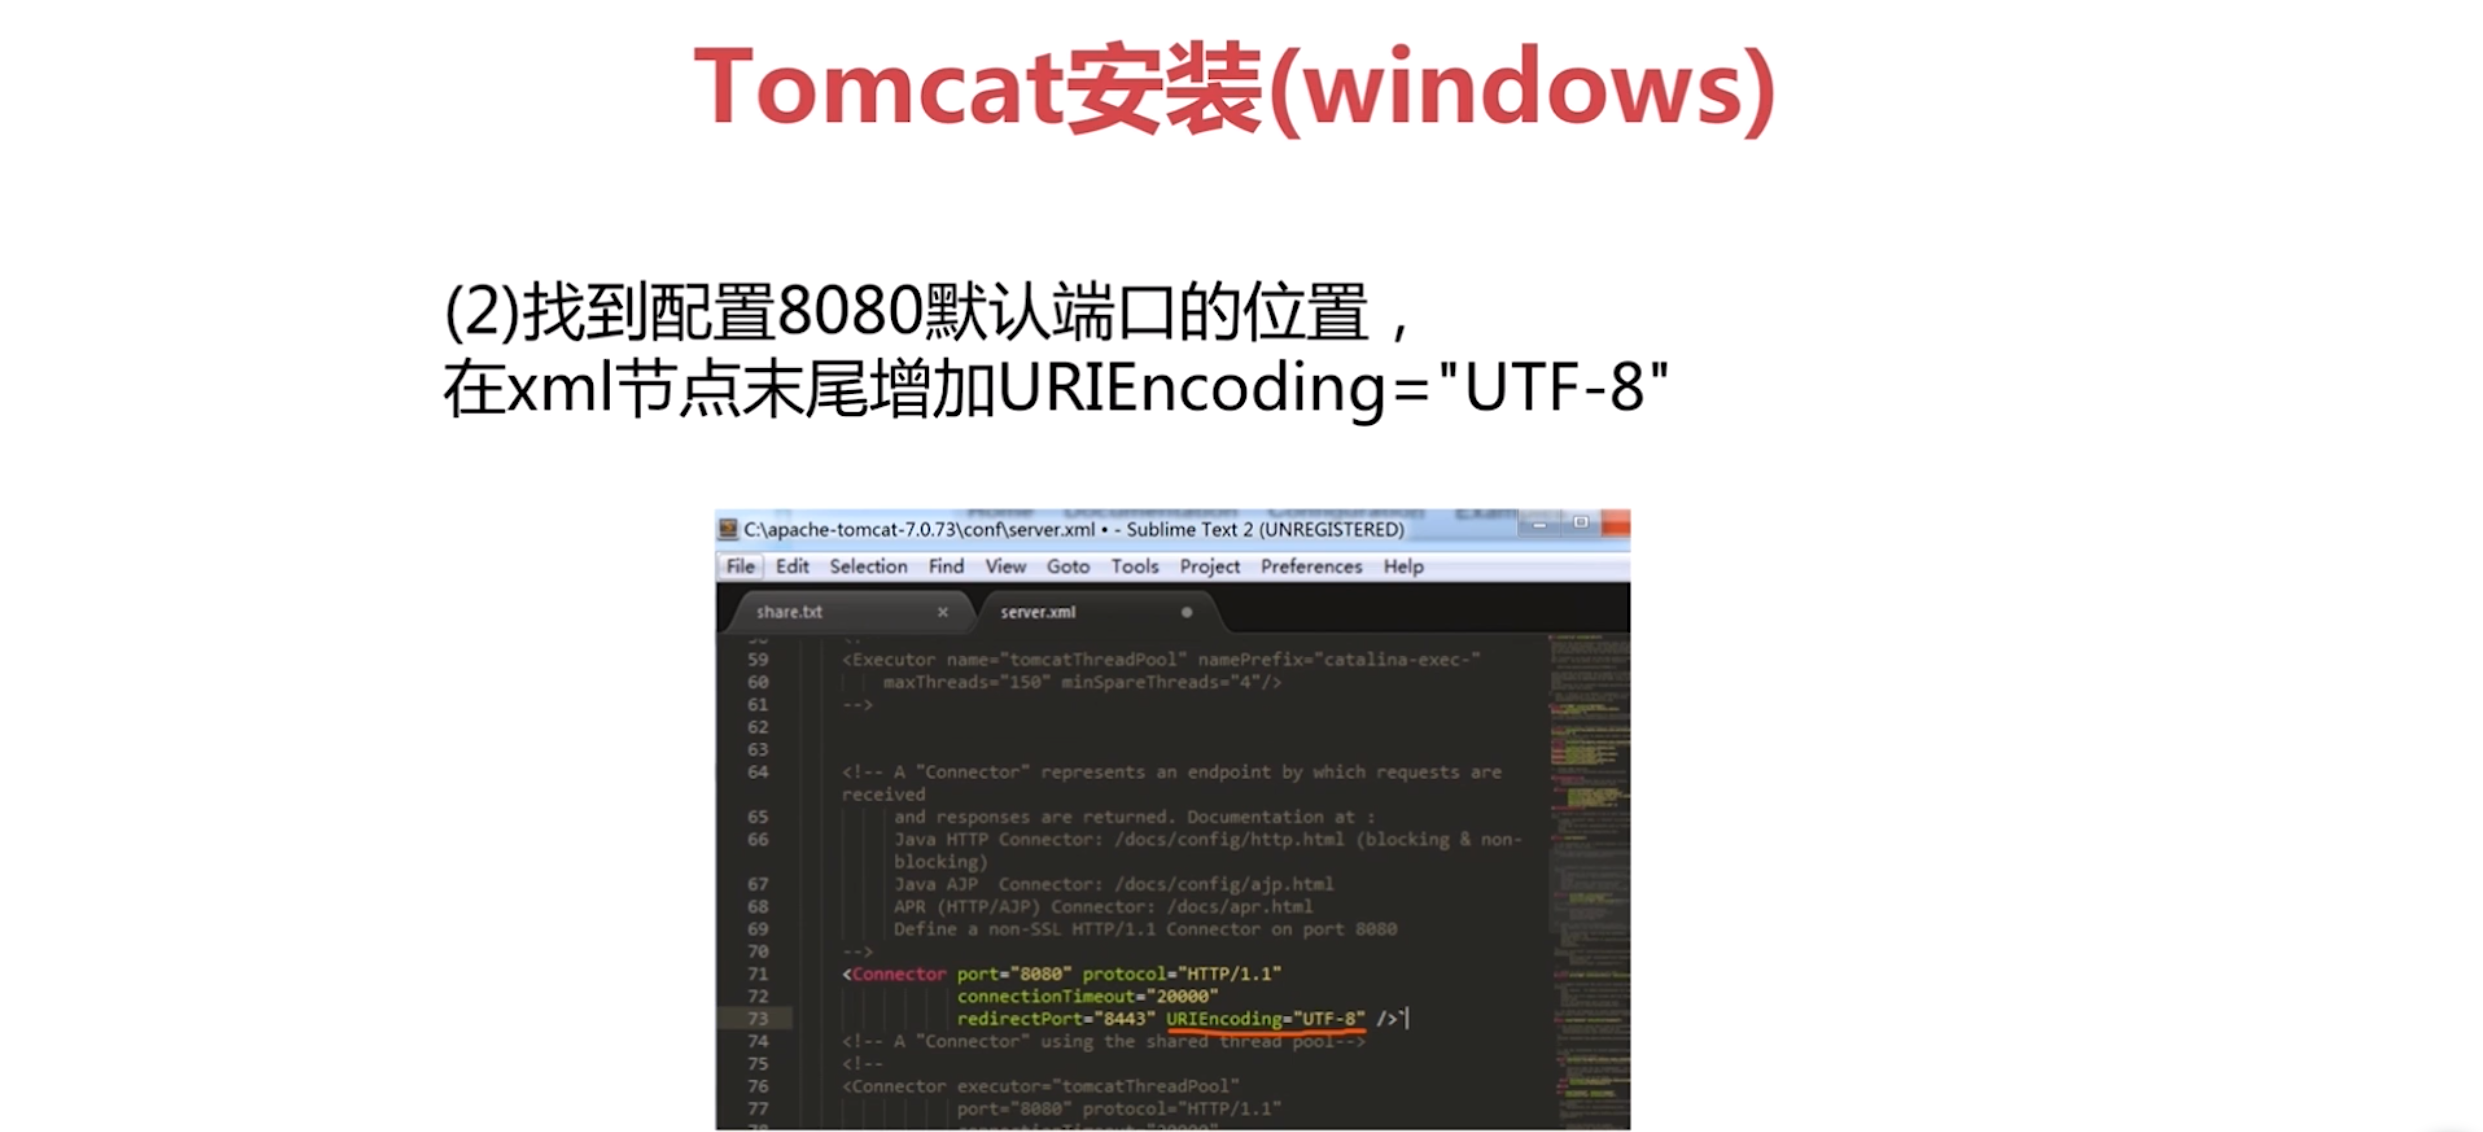 Tomcat安装(windows)
(2)找到配置8080默认端口的位置，
在xml节点末尾增加URIEncoding="UTF-8"
C:\apache-tomcat-7.0.73\conf\server.xml • - Sublime Text 2 (UNREGISTERED)
File Edit Selection Find View Goto Tools Project Preferences Help
share.txt × server.xml
59 <Executor name="tomcatThreadPool" namePrefix="catalina-exec-"
60 maxThreads="150" minSpareThreads="4"/>
61 -->
62
63
64 <!-- A "Connector" represents an endpoint by which requests are
received
65 and responses are returned. Documentation at :
66 Java HTTP Connector: /docs/config/http.html (blocking & non-
blocking)
67 Java AJP  Connector: /docs/config/ajp.html
68 APR (HTTP/AJP) Connector: /docs/apr.html
69 Define a non-SSL HTTP/1.1 Connector on port 8080
70 -->
71 <Connector port="8080" protocol="HTTP/1.1"
72 connectionTimeout="20000"
73 redirectPort="8443" URIEncoding="UTF-8" />`
74 <!-- A "Connector" using the shared thread pool-->
75 <!--
76 <Connector executor="tomcatThreadPool"
77 port="8080" protocol="HTTP/1.1"